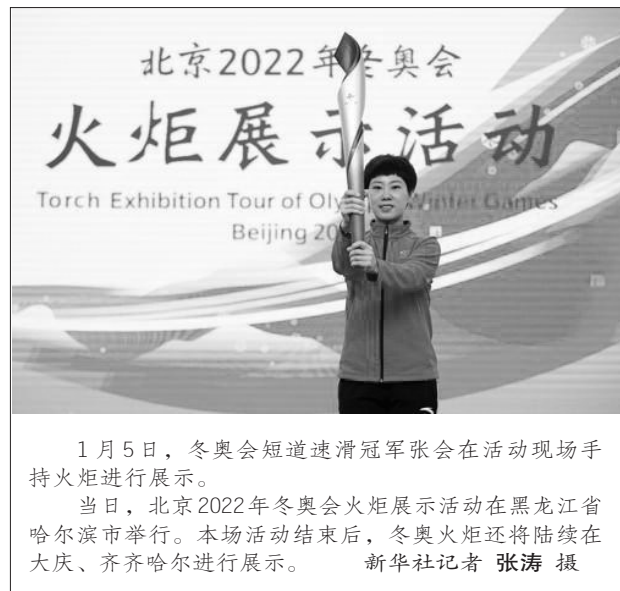 北京2022年冬奥会
火炬展示活动
Torch Exhibition Tour of Oly Winter Games
Beijing 20
1月5日，冬奥会短道速滑冠军张会在活动现场手
持火炬进行展示。
当日，北京2022年冬奥会火炬展示活动在黑龙江省
哈尔滨市举行。本场活动结束后，冬奥火炬还将陆续在
大庆、齐齐哈尔进行展示。 新华社记者 张涛 摄